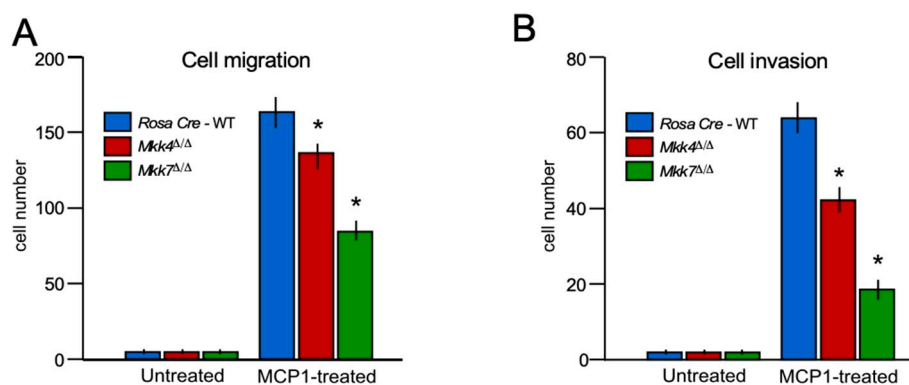 A
Cell migration
200
150
100
50
0
cell number
Rosa Cre - WT
Mkk4Δ/Δ
Mkk7Δ/Δ
*
*
Untreated
MCP1-treated
B
Cell invasion
80
60
40
20
0
cell number
Rosa Cre - WT
Mkk4Δ/Δ
Mkk7Δ/Δ
*
*
Untreated
MCP1-treated